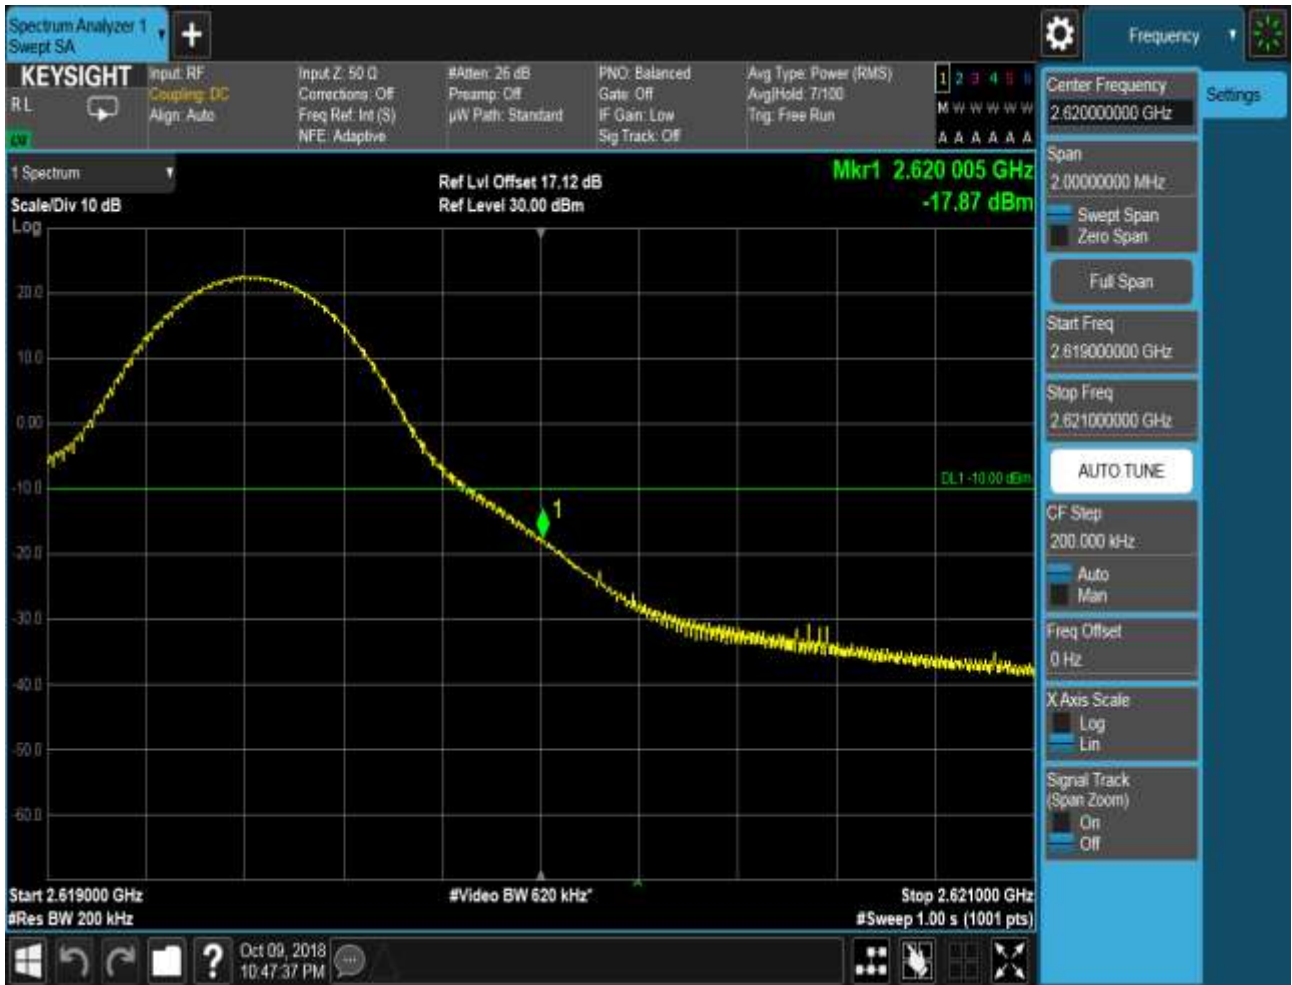 Spectrum Analyzer 1
Swept SA
+
Frequency
KEYSIGHT
R L
Input: RF
Coupling: DC
Align: Auto
Input Z: 50 Ω
Corrections: Off
Freq Ref: Int (S)
NFE: Adaptive
#Atten: 26 dB
Preamp: Off
µW Path: Standard
PNO: Balanced
Gate: Off
IF Gain: Low
Sig Track: Off
Avg Type: Power (RMS)
Avg|Hold: 7/100
Trig: Free Run
1 2 3 4 5 6
M W W W W W
A A A A A A
1 Spectrum
Scale/Div 10 dB
Log
Ref Lvl Offset 17.12 dB
Ref Level 30.00 dBm
Mkr1 2.620 005 GHz
-17.87 dBm
20.0
10.0
0.00
-10.0
-20.0
-30.0
-40.0
-50.0
-60.0
DL1 -10.00 dBm
1
Start 2.619000 GHz
#Res BW 200 kHz
#Video BW 620 kHz*
Stop 2.621000 GHz
#Sweep 1.00 s (1001 pts)
Oct 09, 2018
10:47:37 PM
?
Center Frequency
2.620000000 GHz
Settings
Span
2.00000000 MHz
Swept Span
Zero Span
Full Span
Start Freq
2.619000000 GHz
Stop Freq
2.621000000 GHz
AUTO TUNE
CF Step
200.000 kHz
Auto
Man
Freq Offset
0 Hz
X Axis Scale
Log
Lin
Signal Track
(Span Zoom)
On
Off